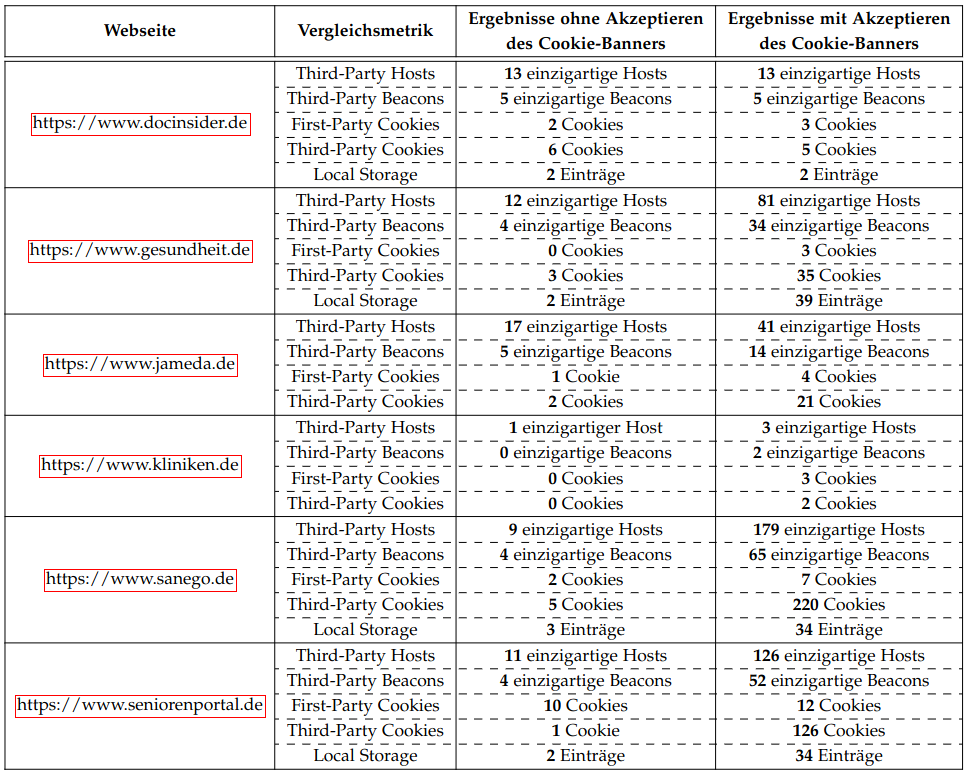 Webseite Vergleichsmetrik Ergebnisse ohne Akzeptieren des Cookie-Banners Ergebnisse mit Akzeptieren des Cookie-Banners
https://www.docinsider.de
Third-Party Hosts 13 einzigartige Hosts 13 einzigartige Hosts
Third-Party Beacons 5 einzigartige Beacons 5 einzigartige Beacons
First-Party Cookies 2 Cookies 3 Cookies
Third-Party Cookies 6 Cookies 5 Cookies
Local Storage 2 Einträge 2 Einträge
https://www.gesundheit.de
Third-Party Hosts 12 einzigartige Hosts 81 einzigartige Hosts
Third-Party Beacons 4 einzigartige Beacons 34 einzigartige Beacons
First-Party Cookies 0 Cookies 3 Cookies
Third-Party Cookies 3 Cookies 35 Cookies
Local Storage 2 Einträge 39 Einträge
https://www.jameda.de
Third-Party Hosts 17 einzigartige Hosts 41 einzigartige Hosts
Third-Party Beacons 5 einzigartige Beacons 14 einzigartige Beacons
First-Party Cookies 1 Cookie 4 Cookies
Third-Party Cookies 2 Cookies 21 Cookies
https://www.kliniken.de
Third-Party Hosts 1 einzigartiger Host 3 einzigartige Hosts
Third-Party Beacons 0 einzigartige Beacons 2 einzigartige Beacons
First-Party Cookies 0 Cookies 3 Cookies
Third-Party Cookies 0 Cookies 2 Cookies
https://www.sanego.de
Third-Party Hosts 9 einzigartige Hosts 179 einzigartige Hosts
Third-Party Beacons 4 einzigartige Beacons 65 einzigartige Beacons
First-Party Cookies 2 Cookies 7 Cookies
Third-Party Cookies 5 Cookies 220 Cookies
Local Storage 3 Einträge 34 Einträge
https://www.seniorenportal.de
Third-Party Hosts 11 einzigartige Hosts 126 einzigartige Hosts
Third-Party Beacons 4 einzigartige Beacons 52 einzigartige Beacons
First-Party Cookies 10 Cookies 12 Cookies
Third-Party Cookies 1 Cookie 126 Cookies
Local Storage 2 Einträge 34 Einträge